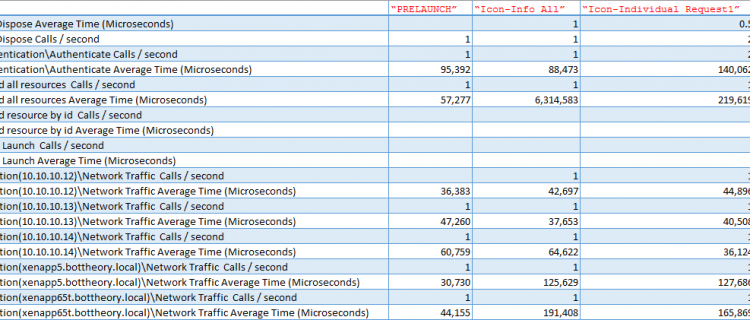 "PRELAUNCH" "Icon-Info All" "Icon-Individual Request1"
Dispose Average Time (Microseconds) 1 0.5
Dispose Calls / second 1 1 2
entication\Authenticate Calls / second 1 1 2
entication\Authenticate Average Time (Microseconds) 95,392 88,473 140,062
d all resources Calls / second 1 1 1
d all resources Average Time (Microseconds) 57,277 6,314,583 219,619
d resource by id Calls / second
d resource by id Average Time (Microseconds)
Launch Calls / second
Launch Average Time (Microseconds)
tion(10.10.10.12)\Network Traffic Calls / second 1 1
tion(10.10.10.12)\Network Traffic Average Time (Microseconds) 36,383 42,697 44,896
tion(10.10.10.13)\Network Traffic Calls / second 1 1 1
tion(10.10.10.13)\Network Traffic Average Time (Microseconds) 47,260 37,653 40,508
tion(10.10.10.14)\Network Traffic Calls / second 1 1 1
tion(10.10.10.14)\Network Traffic Average Time (Microseconds) 60,759 64,622 36,124
tion(xenapp5.bottheory.local)\Network Traffic Calls / second 1 1 1
tion(xenapp5.bottheory.local)\Network Traffic Average Time (Microseconds) 30,730 125,629 127,686
tion(xenapp65t.bottheory.local)\Network Traffic Calls / second 1 1 1
tion(xenapp65t.bottheory.local)\Network Traffic Average Time (Microseconds) 44,155 191,408 165,869